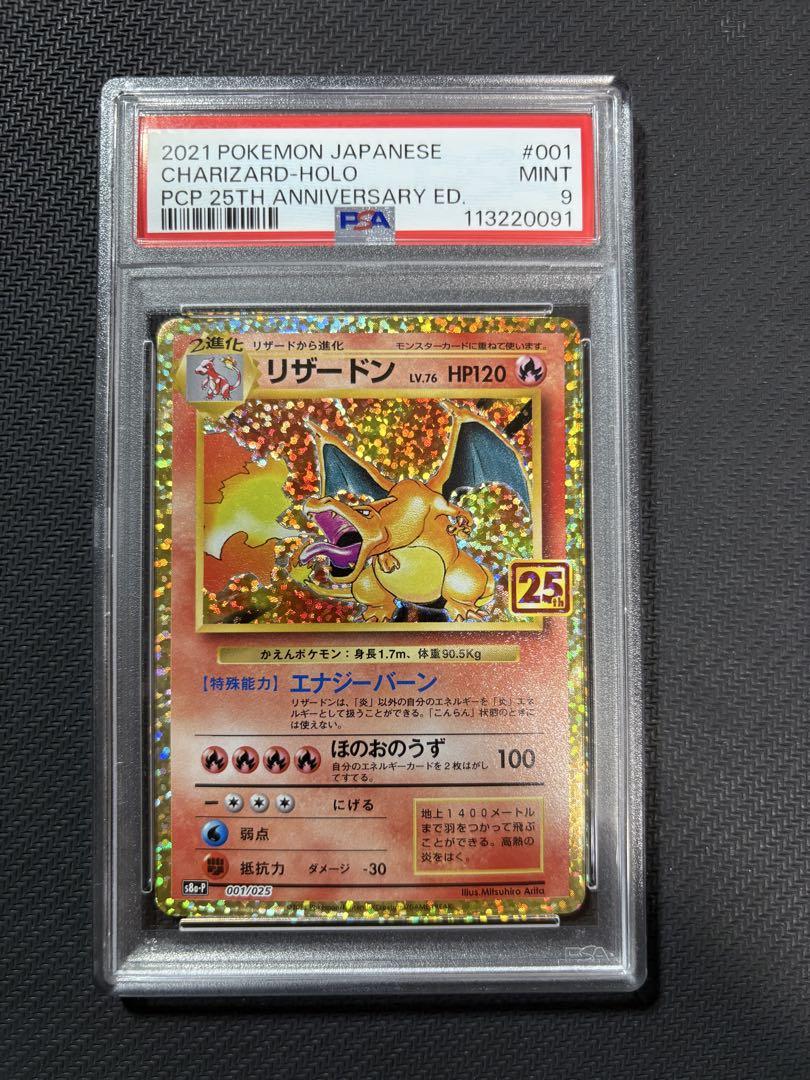 2021 POKEMON JAPANESE #001
CHARIZARD-HOLO MINT
PCP 25TH ANNIVERSARY ED. 9
PSA 113220091
2進化 リザードから進化 モンスターカードに重ねて使います。
リザードン LV.76 HP120
25th
かえんポケモン：身長1.7m、体重90.5Kg
【特殊能力】エナジーバーン
リザードンは、「炎」以外の自分のエネルギーを「炎」エネ
ルギーとして扱うことができる。「こんらん」状態のときに
は使えない。
ほのおのうず 100
自分のエネルギーカードを2枚はがし
てすてる。
にげる
弱点
抵抗力 ダメージ -30
地上1400メートル
まで羽をつかって飛ぶ
ことができる。高熱の
炎をはく。
s8a-P 001/025
Illus.Mitsuhiro Arita
PSA